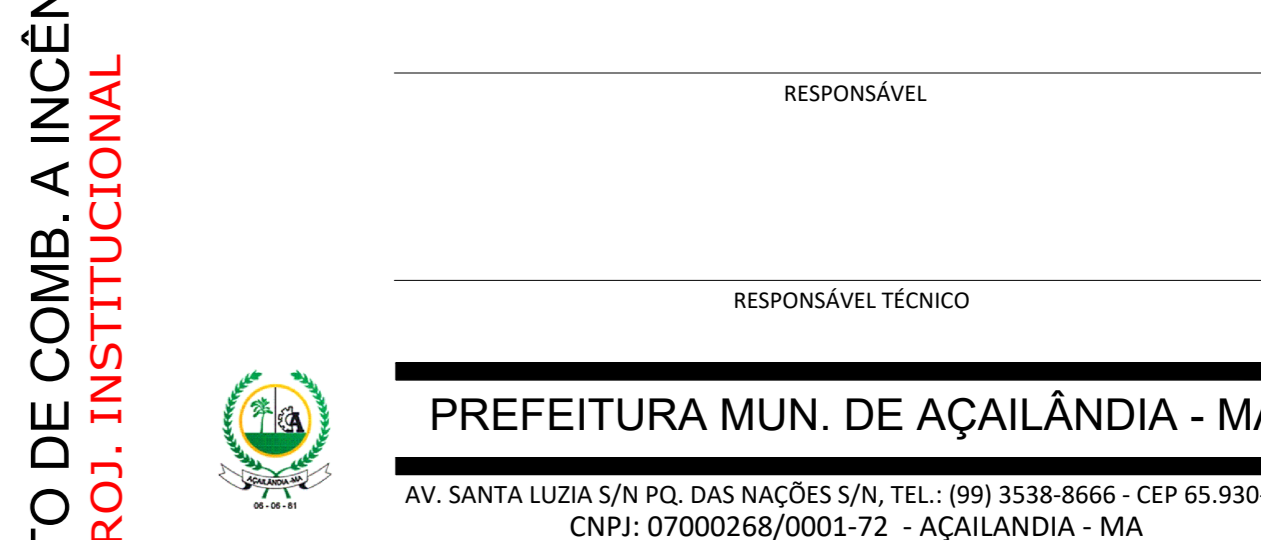 TO DE COMB. A INCÊN
ROJ. INSTITUCIONAL
RESPONSÁVEL
RESPONSÁVEL TÉCNICO
AÇAILÂNDIA-MA
06 - 06 - 81
PREFEITURA MUN. DE AÇAILÂNDIA - MA
AV. SANTA LUZIA S/N PQ. DAS NAÇÕES S/N, TEL.: (99) 3538-8666 - CEP 65.930-
CNPJ: 07000268/0001-72 - AÇAILANDIA - MA